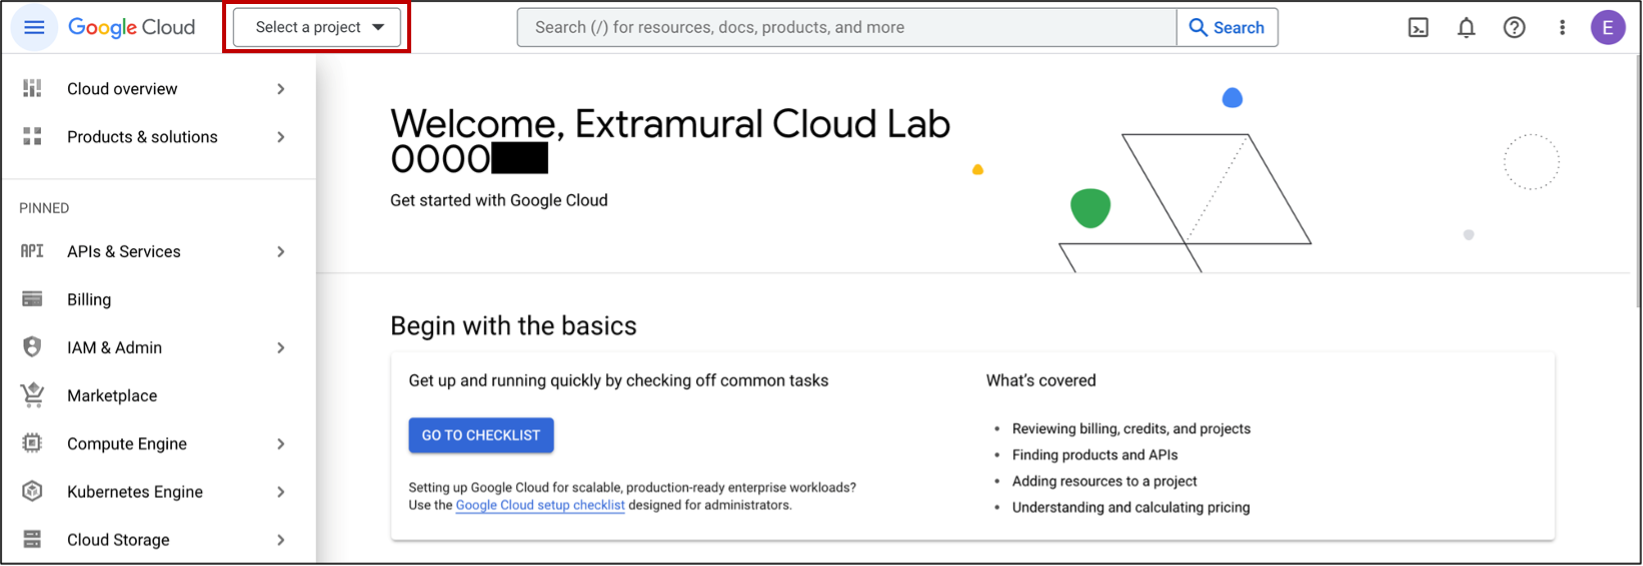 Google Cloud
Select a project
Search (/) for resources, docs, products, and more
Search
E
Cloud overview
Products & solutions
PINNED
API APIs & Services
Billing
IAM & Admin
Marketplace
Compute Engine
Kubernetes Engine
Cloud Storage
Welcome, Extramural Cloud Lab
0000
Get started with Google Cloud
Begin with the basics
Get up and running quickly by checking off common tasks
GO TO CHECKLIST
Setting up Google Cloud for scalable, production-ready enterprise workloads?
Use the Google Cloud setup checklist designed for administrators.
What's covered
• Reviewing billing, credits, and projects
• Finding products and APIs
• Adding resources to a project
• Understanding and calculating pricing